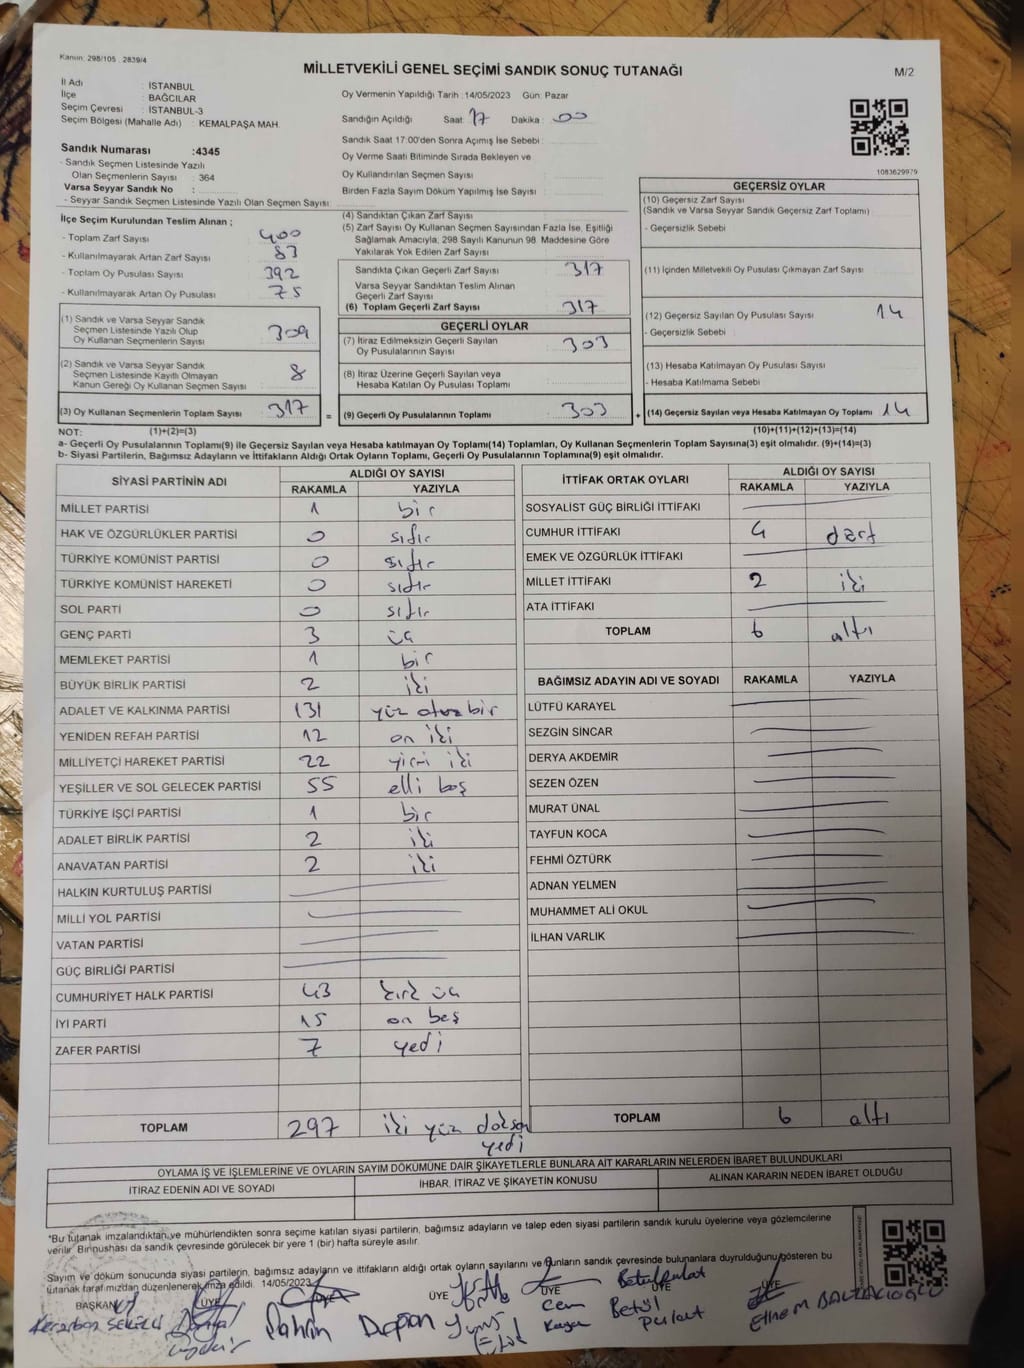 Kanun: 298/105 , 2839/4
MİLLETVEKİLİ GENEL SEÇİMİ SANDIK SONUÇ TUTANAĞI
M/2
İl Adı : İSTANBUL
İlçe : BAĞCILAR
Seçim Çevresi : İSTANBUL-3
Seçim Bölgesi (Mahalle Adı) : KEMALPAŞA MAH.
Sandık Numarası :4345
- Sandık Seçmen Listesinde Yazılı
Olan Seçmenlerin Sayısı : 364
Varsa Seyyar Sandık No :
- Seyyar Sandık Seçmen Listesinde Yazılı Olan Seçmen Sayısı:
Oy Vermenin Yapıldığı Tarih :14/05/2023 Gün: Pazar
Sandığın Açıldığı Saat: 17 Dakika: 00
Sandık Saat 17:00'den Sonra Açımış İse Sebebi :
Oy Verme Saati Bitiminde Sırada Bekleyen ve
Oy Kullandırılan Seçmen Sayısı
Birden Fazla Sayım Döküm Yapılmış İse Sayısı :
1083629979
İlçe Seçim Kurulundan Teslim Alınan ;
- Toplam Zarf Sayısı 400
- Kullanılmayarak Artan Zarf Sayısı 83
- Toplam Oy Pusulası Sayısı 392
- Kullanılmayarak Artan Oy Pusulası 75
(1) Sandık ve Varsa Seyyar Sandık
Seçmen Listesinde Yazılı Olup
Oy Kullanan Seçmenlerin Sayısı 309
(2) Sandık ve Varsa Seyyar Sandık
Seçmen Listesinde Kayıtlı Olmayan
Kanun Gereği Oy Kullanan Seçmen Sayısı 8
(3) Oy Kullanan Seçmenlerin Toplam Sayısı 317 =
(4) Sandıktan Çıkan Zarf Sayısı
(5) Zarf Sayısı Oy Kullanan Seçmen Sayısından Fazla İse, Eşitliği
Sağlamak Amacıyla, 298 Sayılı Kanunun 98. Maddesine Göre
Yakılarak Yok Edilen Zarf Sayısı
Sandıkta Çıkan Geçerli Zarf Sayısı 317
Varsa Seyyar Sandıktan Teslim Alınan
Geçerli Zarf Sayısı
(6) Toplam Geçerli Zarf Sayısı 317
GEÇERLİ OYLAR
(7) İtiraz Edilmeksizin Geçerli Sayılan
Oy Pusulalarının Sayısı 303
(8) İtiraz Üzerine Geçerli Sayılan veya
Hesaba Katılan Oy Pusulası Toplamı
(9) Geçerli Oy Pusulalarının Toplamı 303 +
GEÇERSİZ OYLAR
(10) Geçersiz Zarf Sayısı
(Sandık ve Varsa Seyyar Sandık Geçersiz Zarf Toplamı)
- Geçersizlik Sebebi
(11) İçinden Milletvekili Oy Pusulası Çıkmayan Zarf Sayısı
(12) Geçersiz Sayılan Oy Pusulası Sayısı 14
- Geçersizlik Sebebi :
(13) Hesaba Katılmayan Oy Pusulası Sayısı
- Hesaba Katılmama Sebebi
(14) Geçersiz Sayılan veya Hesaba Katılmayan Oy Toplamı 14
NOT: (1)+(2)=(3)
(10)+(11)+(12)+(13)=(14)
a- Geçerli Oy Pusulalarının Toplamı(9) ile Geçersiz Sayılan veya Hesaba katılmayan Oy Toplamı(14) Toplamları, Oy Kullanan Seçmenlerin Toplam Sayısına(3) eşit olmalıdır. (9)+(14)=(3)
b- Siyasi Partilerin, Bağımsız Adayların ve İttifakların Aldığı Ortak Oyların Toplamı, Geçerli Oy Pusulalarının Toplamına(9) eşit olmalıdır.
SİYASİ PARTİNİN ADI
ALDIĞI OY SAYISI
RAKAMLA YAZIYLA
MİLLET PARTİSİ 1 bir
HAK VE ÖZGÜRLÜKLER PARTİSİ 0 sıfır
TÜRKİYE KOMÜNİST PARTİSİ 0 sıfır
TÜRKİYE KOMÜNİST HAREKETİ 0 sıfır
SOL PARTİ 0 sıfır
GENÇ PARTİ 3 üç
MEMLEKET PARTİSİ 1 bir
BÜYÜK BİRLİK PARTİSİ 2 iki
ADALET VE KALKINMA PARTİSİ 131 yüz otuz bir
YENİDEN REFAH PARTİSİ 12 on iki
MİLLİYETÇİ HAREKET PARTİSİ 22 yirmi iki
YEŞİLLER VE SOL GELECEK PARTİSİ 55 elli beş
TÜRKİYE İŞÇİ PARTİSİ 1 bir
ADALET BİRLİK PARTİSİ 2 iki
ANAVATAN PARTİSİ 2 iki
HALKIN KURTULUŞ PARTİSİ
MİLLİ YOL PARTİSİ
VATAN PARTİSİ
GÜÇ BİRLİĞİ PARTİSİ
CUMHURİYET HALK PARTİSİ 43 kırk üç
İYİ PARTİ 15 on beş
ZAFER PARTİSİ 7 yedi
TOPLAM 297 iki yüz doksan
yedi
İTTİFAK ORTAK OYLARI
ALDIĞI OY SAYISI
RAKAMLA YAZIYLA
SOSYALİST GÜÇ BİRLİĞİ İTTİFAKI
CUMHUR İTTİFAKI 4 dört
EMEK VE ÖZGÜRLÜK İTTİFAKI
MİLLET İTTİFAKI 2 iki
ATA İTTİFAKI
TOPLAM 6 altı
BAĞIMSIZ ADAYIN ADI VE SOYADI RAKAMLA YAZIYLA
LÜTFÜ KARAYEL
SEZGİN SİNCAR
DERYA AKDEMİR
SEZEN ÖZEN
MURAT ÜNAL
TAYFUN KOCA
FEHMİ ÖZTÜRK
ADNAN YELMEN
MUHAMMET ALİ OKUL
İLHAN VARLIK
TOPLAM 6 altı
OYLAMA İŞ VE İŞLEMLERİNE VE OYLARIN SAYIM DÖKÜMÜNE DAİR ŞİKAYETLERLE BUNLARA AİT KARARLARIN NELERDEN İBARET BULUNDUKLARI
İTİRAZ EDENİN ADI VE SOYADI
İHBAR, İTİRAZ VE ŞİKAYETİN KONUSU
ALINAN KARARIN NEDEN İBARET OLDUĞU
*Bu tutanak imzalandıktan ve mühürlendikten sonra seçime katılan siyasi partilerin, bağımsız adayların ve talep eden siyasi partilerin sandık kurulu üyelerine veya gözlemcilerine
verilir. Bir nushası da sandık çevresinde görülecek bir yere 1 (bir) hafta süreyle asılır.
Sayım ve döküm sonucunda siyasi partilerin, bağımsız adayların ve ittifakların aldığı ortak oyların sayılarını ve bunların sandık çevresinde bulunanlara duyrulduğunu gösteren bu
tutanak tarafımızdan düzenlenerek imza edildi. 14/05/2023
BAŞKAN ÜYE ÜYE ÜYE ÜYE ÜYE
Betül Pulat
Cem
Kaya
Betül
Pulat
Şahin
Yunus
Ethem BALTACIOĞLU